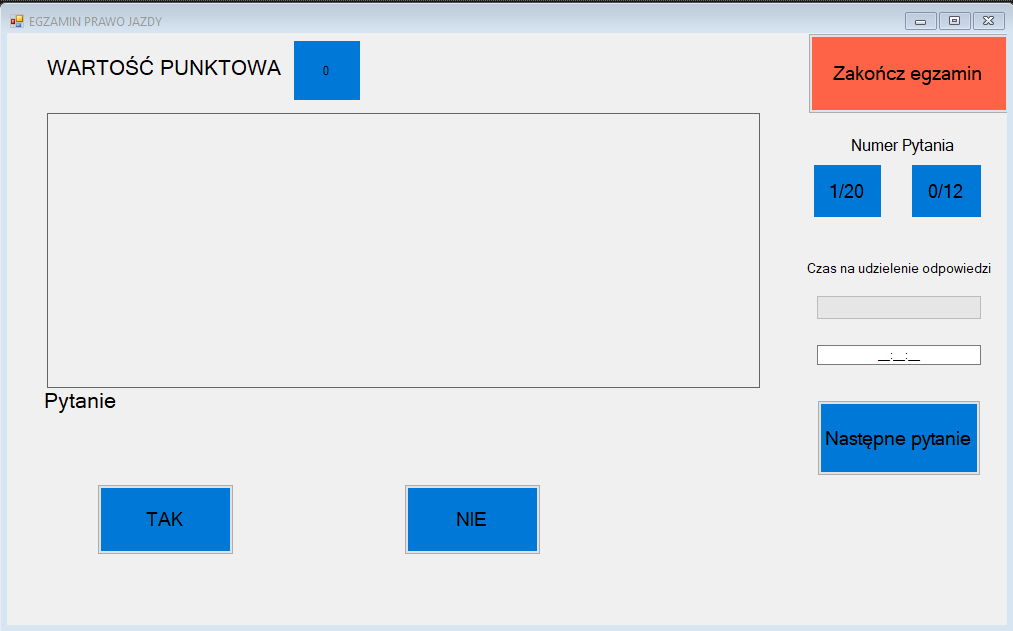 EGZAMIN PRAWO JAZDY
WARTOŚĆ PUNKTOWA
0
Zakończ egzamin
Numer Pytania
1/20
0/12
Czas na udzielenie odpowiedzi
__:__:__
Pytanie
Następne pytanie
TAK
NIE